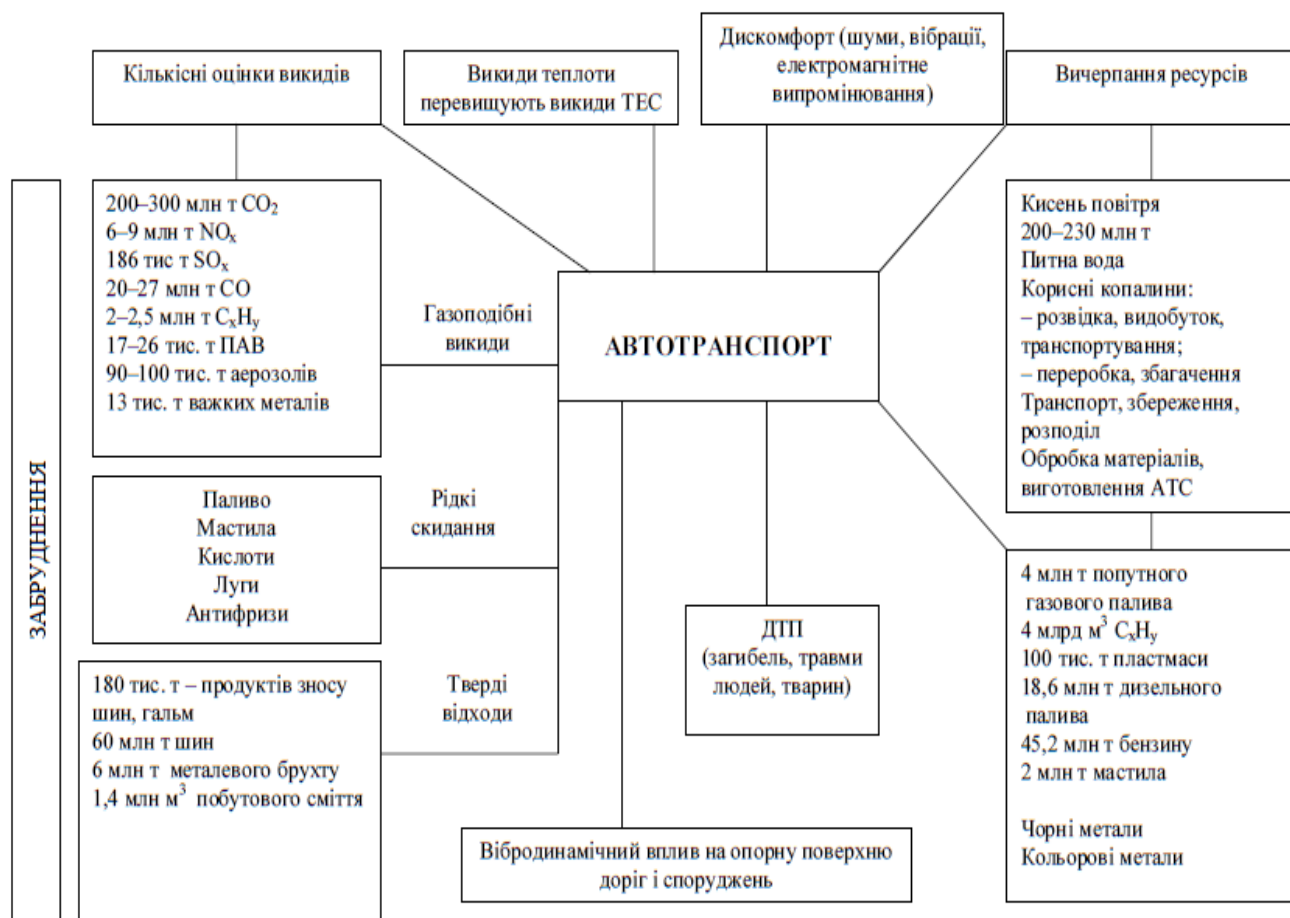 Кількісні оцінки викидів
Викиди теплоти
перевищують викиди ТЕС
Дискомфорт (шуми, вібрації,
електромагнітне
випромінювання)
Вичерпання ресурсів
ЗАБРУДНЕННЯ
200–300 млн т CO₂
6–9 млн т NOₓ
186 тис т SOₓ
20–27 млн т CO
2–2,5 млн т CₓHᵧ
17–26 тис. т ПАВ
90–100 тис. т аерозолів
13 тис. т важких металів
Газоподібні
викиди
АВТОТРАНСПОРТ
Кисень повітря
200–230 млн т
Питна вода
Корисні копалини:
– розвідка, видобуток,
транспортування;
– переробка, збагачення
Транспорт, збереження,
розподіл
Обробка матеріалів,
виготовлення АТС
Паливо
Мастила
Кислоти
Луги
Антифризи
Рідкі
скидання
180 тис. т – продуктів зносу
шин, гальм
60 млн т шин
6 млн т металевого брухту
1,4 млн м³ побутового сміття
Тверді
відходи
ДТП
(загибель, травми
людей, тварин)
4 млн т попутного
газового палива
4 млрд м³ CₓHᵧ
100 тис. т пластмаси
18,6 млн т дизельного
палива
45,2 млн т бензину
2 млн т мастила
Чорні метали
Кольорові метали
Вібродинамічний вплив на опорну поверхню
доріг і споруджень